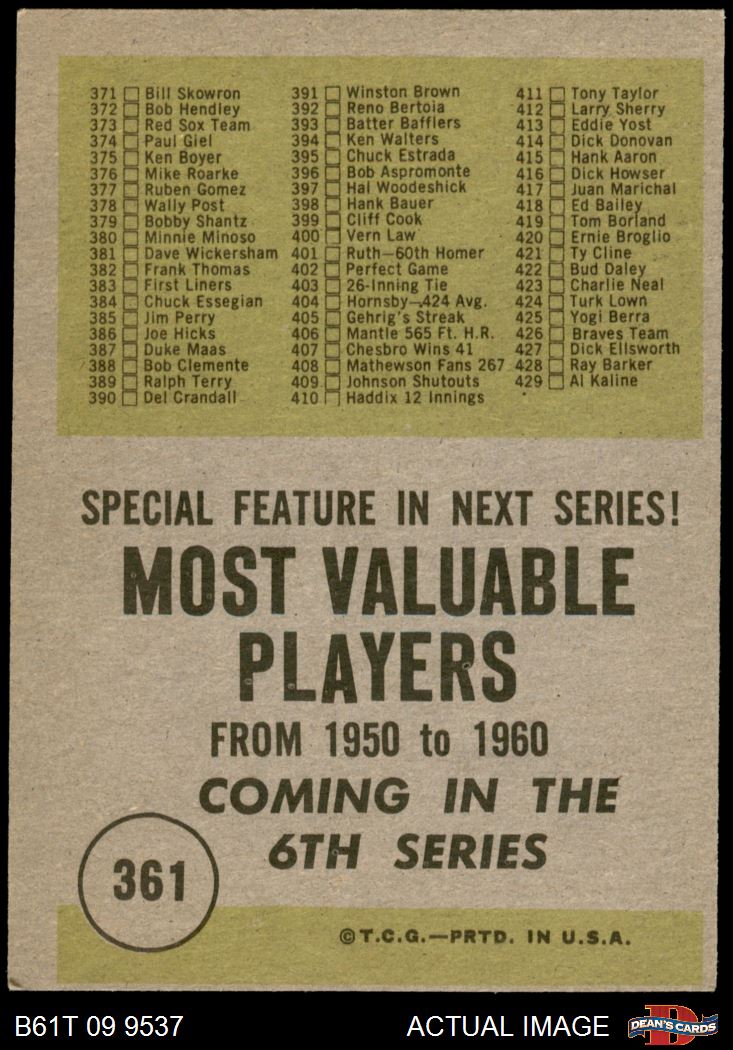 371 Bill Skowron
372 Bob Hendley
373 Red Sox Team
374 Paul Giel
375 Ken Boyer
376 Mike Roarke
377 Ruben Gomez
378 Wally Post
379 Bobby Shantz
380 Minnie Minoso
381 Dave Wickersham
382 Frank Thomas
383 First Liners
384 Chuck Essegian
385 Jim Perry
386 Joe Hicks
387 Duke Maas
388 Bob Clemente
389 Ralph Terry
390 Del Crandall
391 Winston Brown
392 Reno Bertoia
393 Batter Bafflers
394 Ken Walters
395 Chuck Estrada
396 Bob Aspromonte
397 Hal Woodeshick
398 Hank Bauer
399 Cliff Cook
400 Vern Law
401 Ruth—60th Homer
402 Perfect Game
403 26-Inning Tie
404 Hornsby—.424 Avg.
405 Gehrig's Streak
406 Mantle 565 Ft. H.R.
407 Chesbro Wins 41
408 Mathewson Fans 267
409 Johnson Shutouts
410 Haddix 12 Innings
411 Tony Taylor
412 Larry Sherry
413 Eddie Yost
414 Dick Donovan
415 Hank Aaron
416 Dick Howser
417 Juan Marichal
418 Ed Bailey
419 Tom Borland
420 Ernie Broglio
421 Ty Cline
422 Bud Daley
423 Charlie Neal
424 Turk Lown
425 Yogi Berra
426 Braves Team
427 Dick Ellsworth
428 Ray Barker
429 Al Kaline
SPECIAL FEATURE IN NEXT SERIES!
MOST VALUABLE
PLAYERS
FROM 1950 to 1960
COMING IN THE
6TH SERIES
361
©T.C.G.—PRTD. IN U.S.A.
B61T 09 9537
ACTUAL IMAGE
D
DEAN'S CARDS